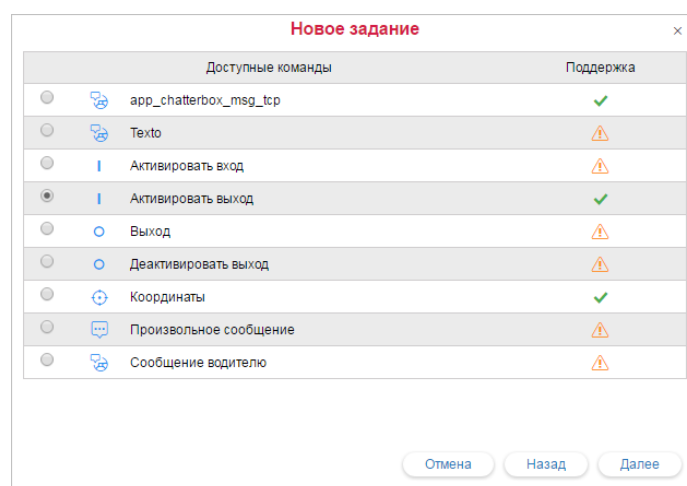 Новое задание
Доступные команды Поддержка
app_chatterbox_msg_tcp
Texto
Активировать вход
Активировать выход
Выход
Деактивировать выход
Координаты
Произвольное сообщение
Сообщение водителю
Отмена Назад Далее